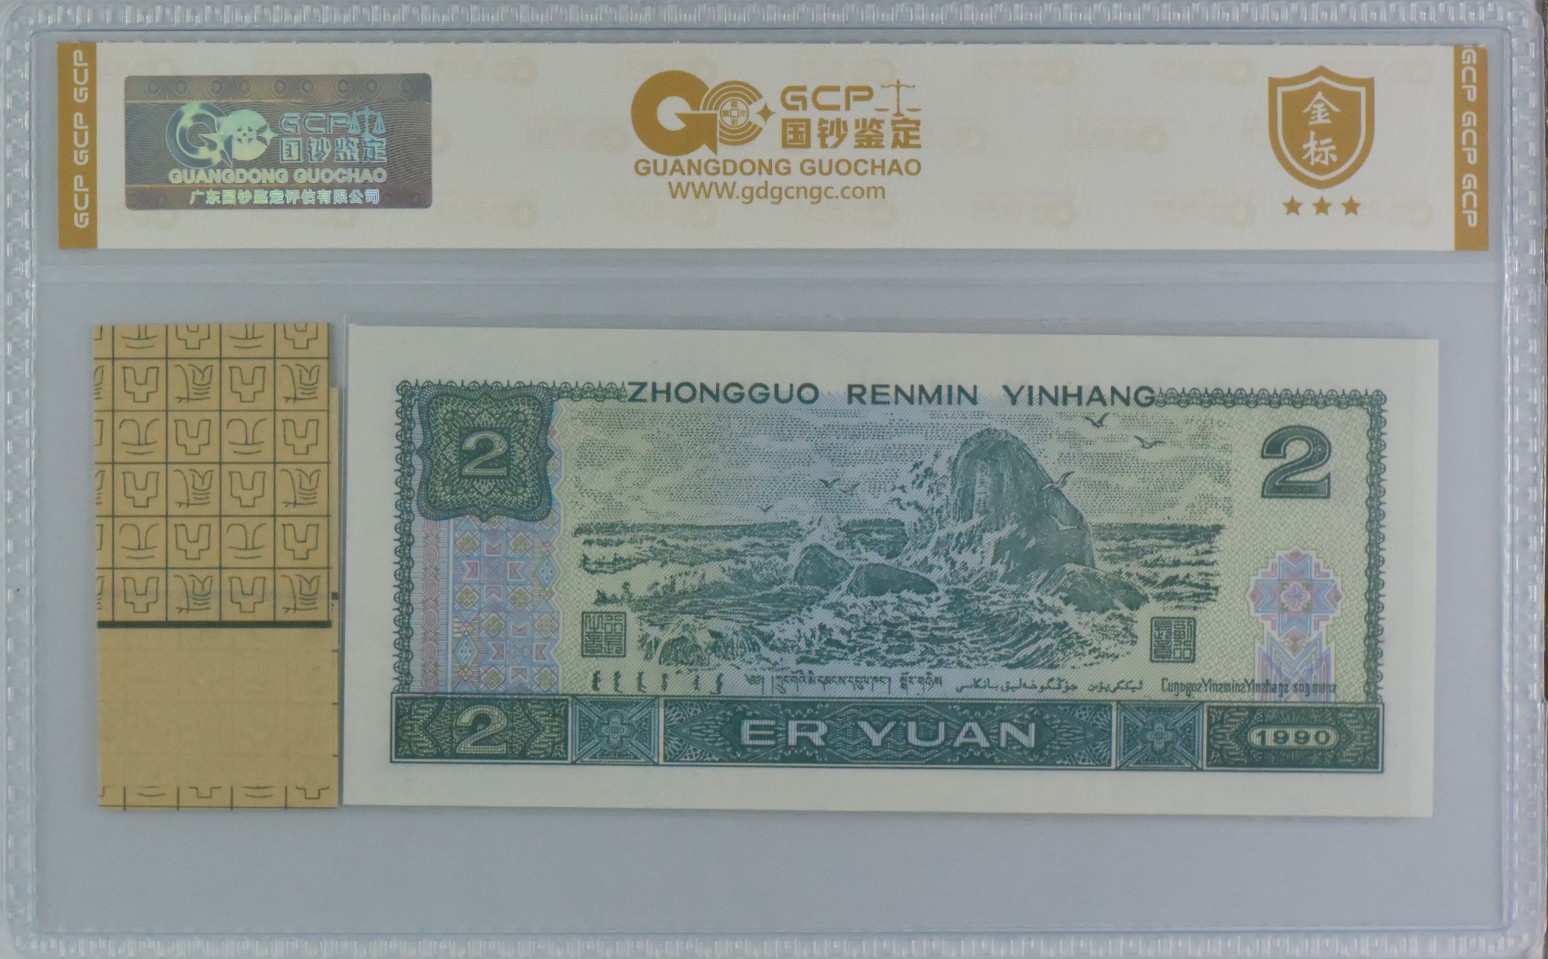 GCP GCP GCP
GCP
国钞鉴定
GUANGDONG GUOCHAO
广东国钞鉴定评估有限公司
GCP
国钞鉴定
GUANGDONG GUOCHAO
WWW.gdgcngc.com
金
标
GCP GCP GCP
ZHONGGUO RENMIN YINHANG
2
2
CuŋgoƨYinƨminƨYinƨhangƨ
2
ER YUAN
1990